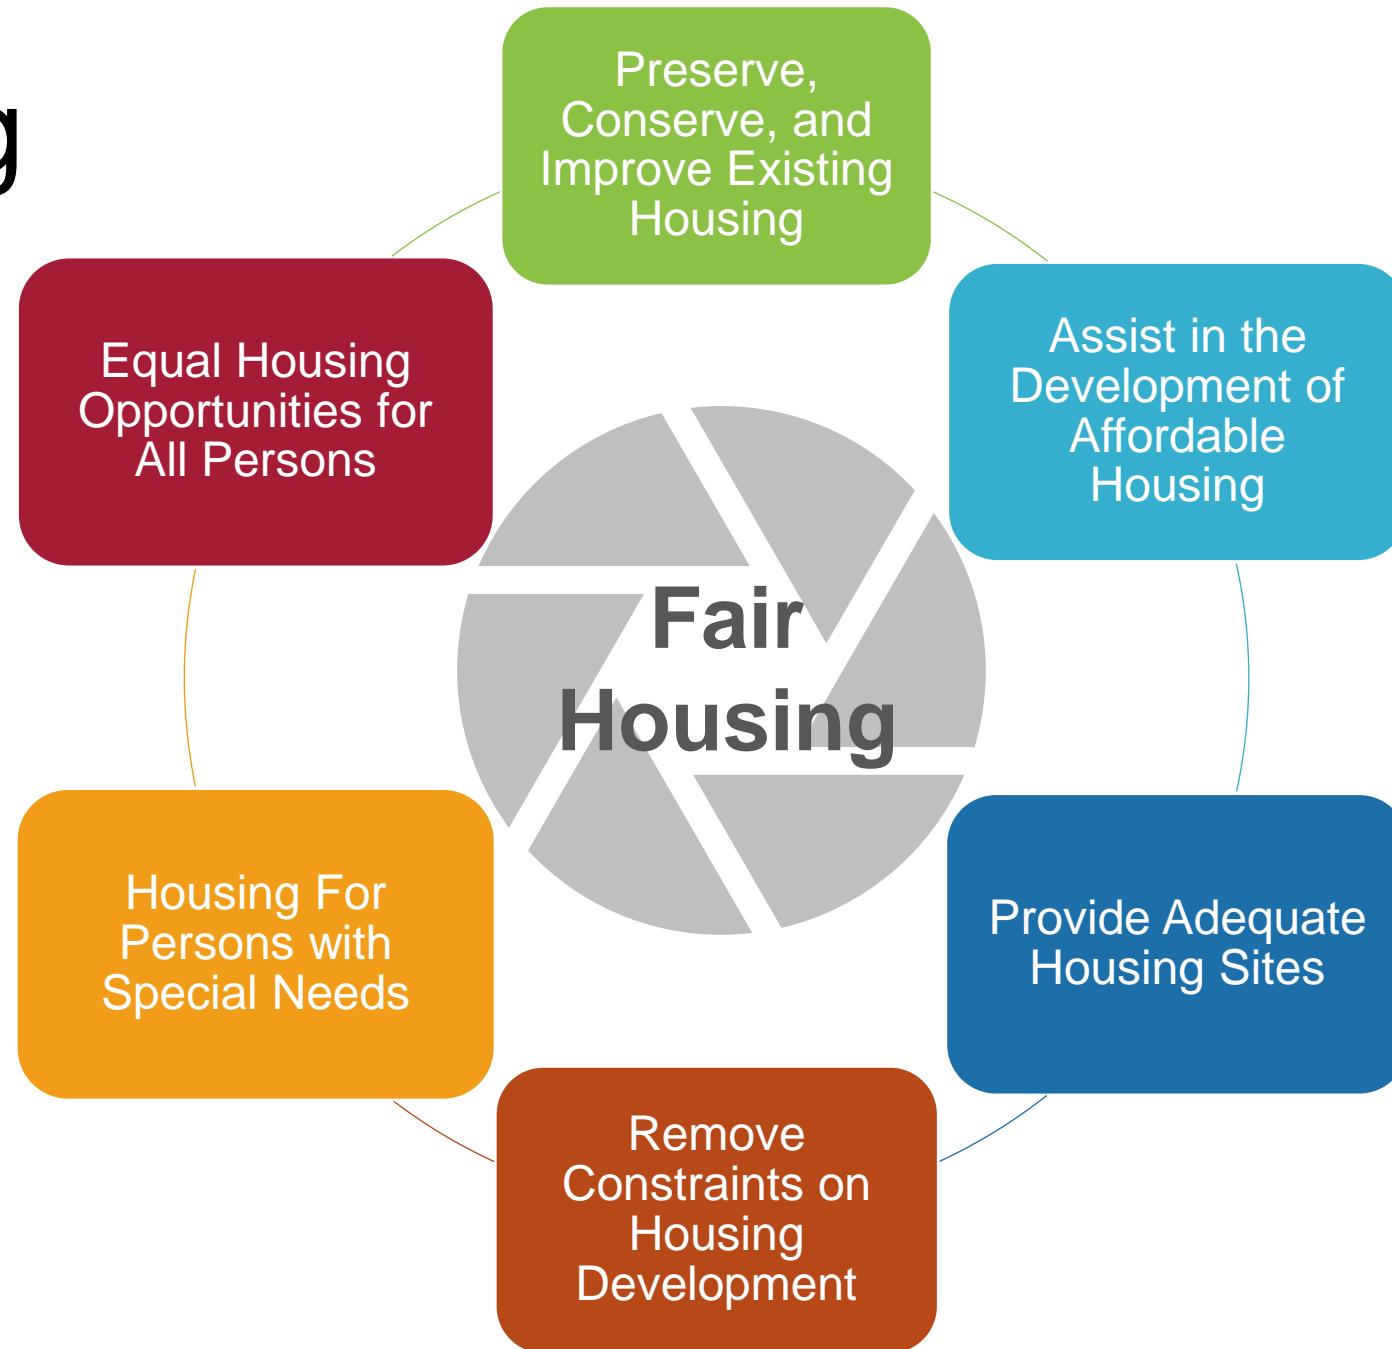 g
Preserve,
Conserve, and
Improve Existing
Housing
Assist in the
Development of
Affordable
Housing
Provide Adequate
Housing Sites
Remove
Constraints on
Housing
Development
Housing For
Persons with
Special Needs
Equal Housing
Opportunities for
All Persons
Fair
Housing